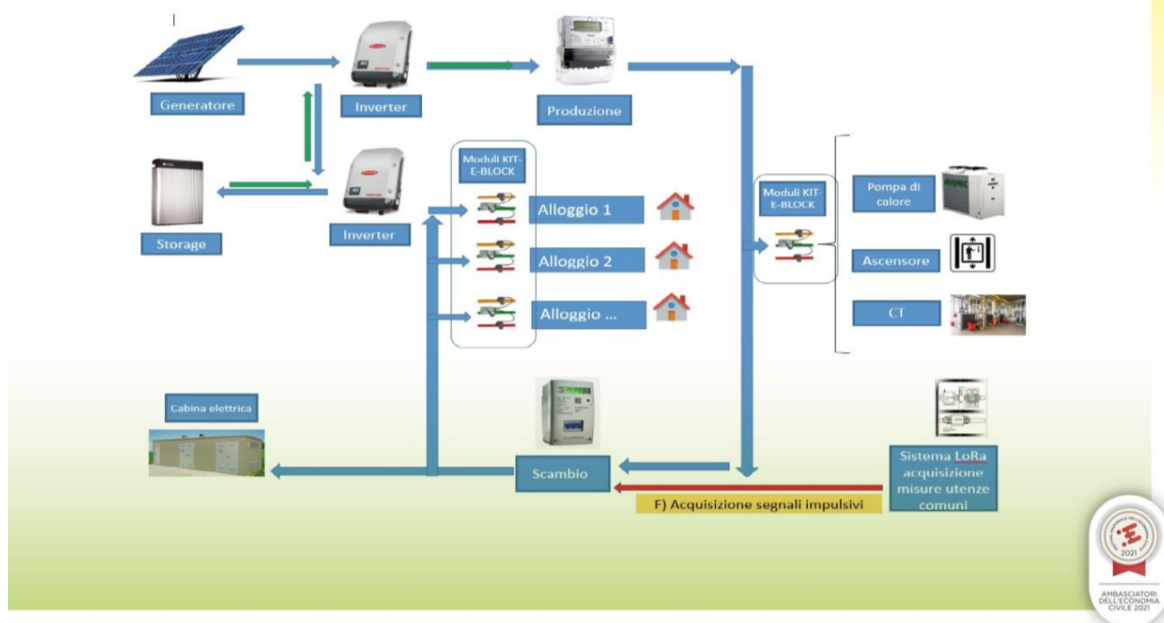 Generatore
Inverter
Produzione
Storage
Inverter
Moduli KIT-
E-BLOCK
Alloggio 1
Alloggio 2
Alloggio ...
Moduli KIT-
E-BLOCK
Pompa di
calore
Ascensore
CT
Cabina elettrica
Scambio
Sistema LoRa
acquisizione
misure utenze
comuni
F) Acquisizione segnali impulsivi
2021
AMBASCIATORI
DELL'ECONOMIA
CIVILE 2021